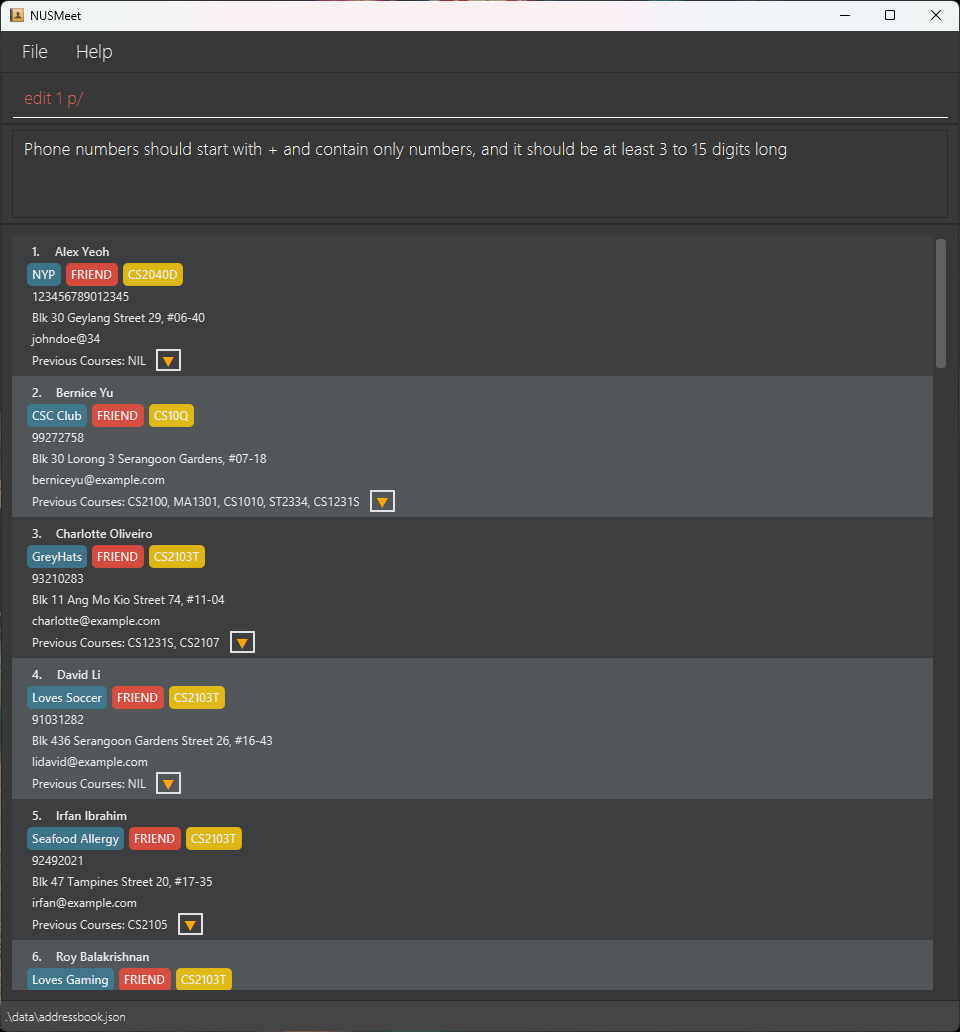 NUSMeet
File Help
edit 1 p/
Phone numbers should start with + and contain only numbers, and it should be at least 3 to 15 digits long
1. Alex Yeoh
NYP FRIEND CS2040D
123456789012345
Blk 30 Geylang Street 29, #06-40
johndoe@34
Previous Courses: NIL
2. Bernice Yu
CSC Club FRIEND CS10Q
99272758
Blk 30 Lorong 3 Serangoon Gardens, #07-18
berniceyu@example.com
Previous Courses: CS2100, MA1301, CS1010, ST2334, CS1231S
3. Charlotte Oliveiro
GreyHats FRIEND CS2103T
93210283
Blk 11 Ang Mo Kio Street 74, #11-04
charlotte@example.com
Previous Courses: CS1231S, CS2107
4. David Li
Loves Soccer FRIEND CS2103T
91031282
Blk 436 Serangoon Gardens Street 26, #16-43
lidavid@example.com
Previous Courses: NIL
5. Irfan Ibrahim
Seafood Allergy FRIEND CS2103T
92492021
Blk 47 Tampines Street 20, #17-35
irfan@example.com
Previous Courses: CS2105
6. Roy Balakrishnan
Loves Gaming FRIEND CS2103T
.\data\addressbook.json